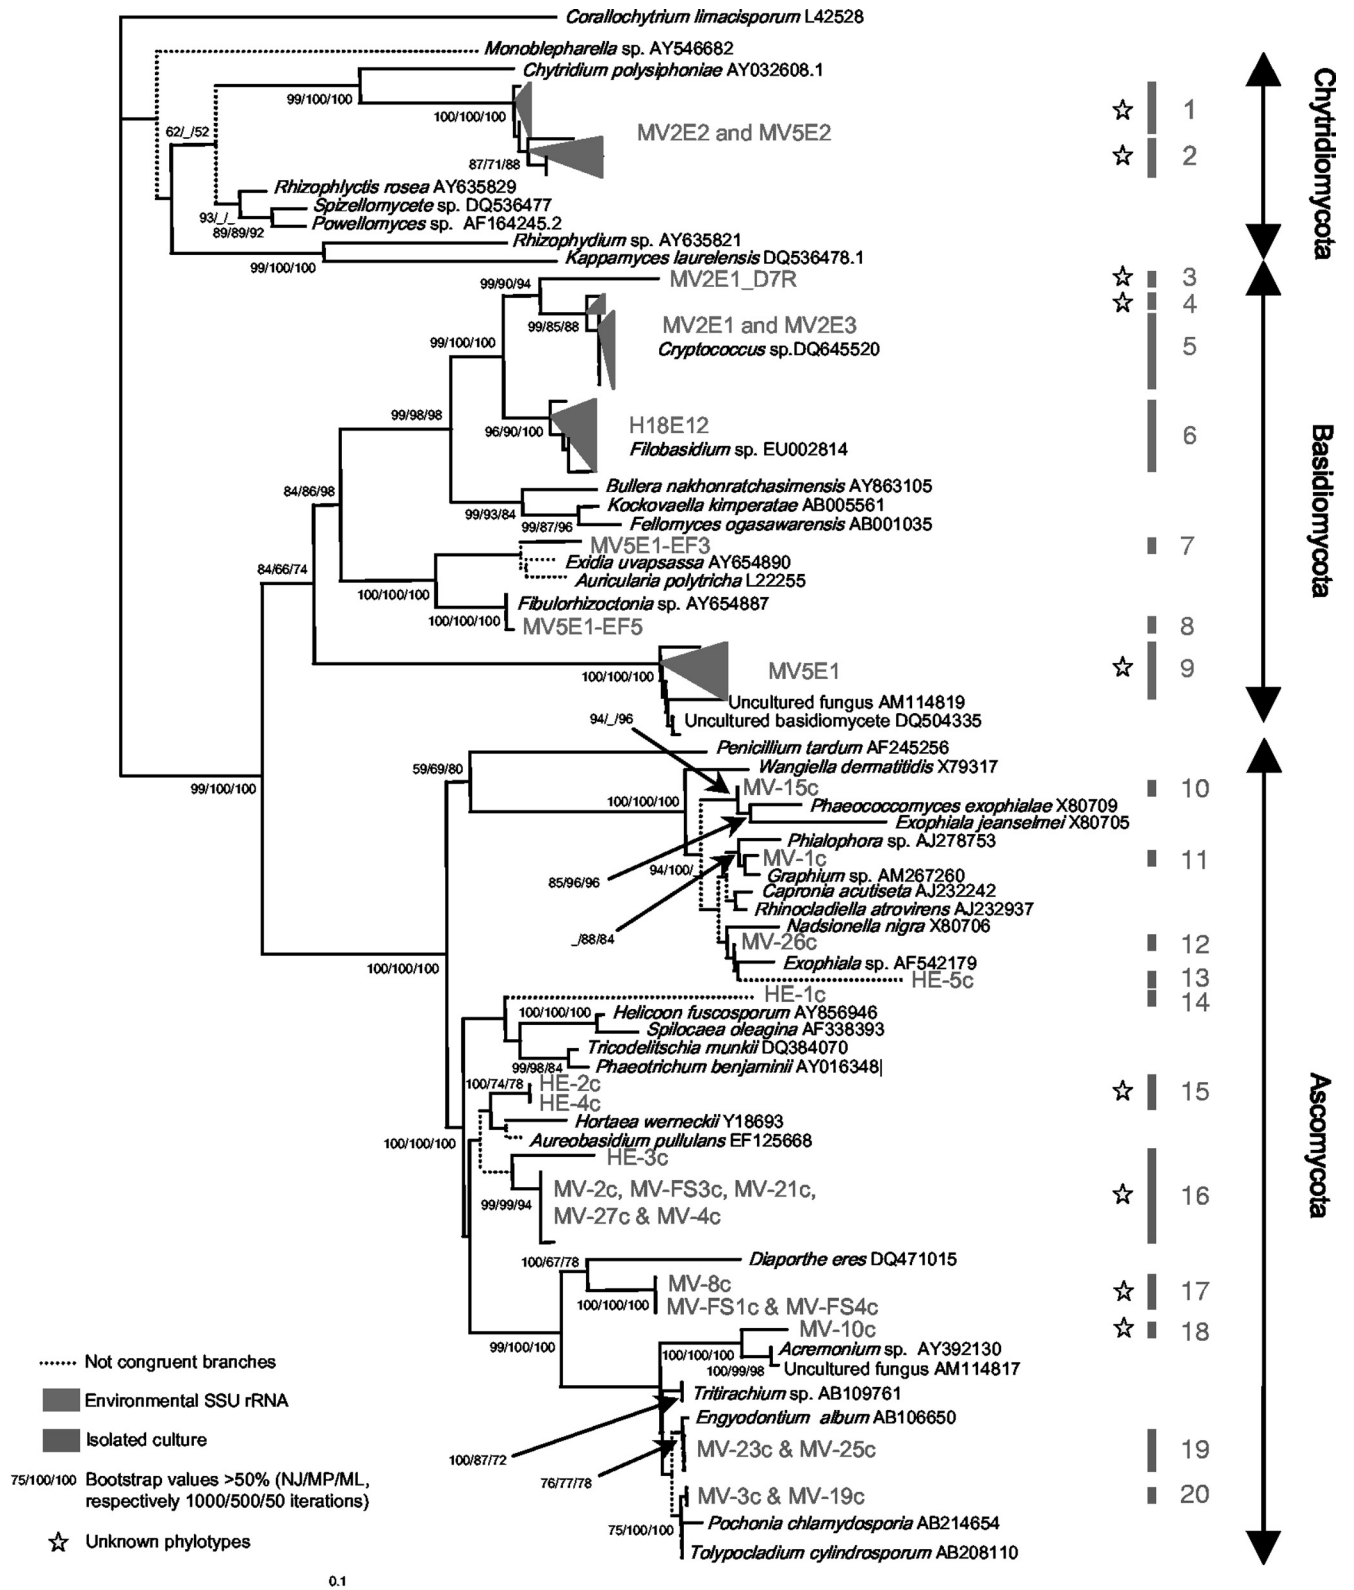 Corallochytrium limacisporum L42528
Monoblepharella sp. AY546682
Chytridium polysiphoniae AY032608.1
99/100/100
100/100/100
1
MV2E2 and MV5E2
62/_/52
87/71/88
2
Chytridiomycota
Rhizophlyctis rosea AY635829
Spizellomycete sp. DQ536477
93/_/_
Powellomyces sp. AF164245.2
89/89/92
Rhizophydium sp. AY635821
Kappamyces laurelensis DQ536478.1
99/100/100
99/90/94
MV2E1_D7R
3
4
99/85/88
MV2E1 and MV2E3
99/100/100
Cryptococcus sp.DQ645520
5
99/98/98
96/90/100
H18E12
6
Filobasidium sp. EU002814
Basidiomycota
84/86/98
Bullera nakhonratchasimensis AY863105
Kockovaella kimperatae AB005561
99/93/84
99/87/96
Fellomyces ogasawarensis AB001035
MV5E1-EF3
7
Exidia uvapsassa AY654890
84/66/74
Auricularia polytricha L22255
100/100/100
Fibulorhizoctonia sp. AY654887
100/100/100
MV5E1-EF5
8
MV5E1
9
100/100/100
Uncultured fungus AM114819
94/_/96
Uncultured basidiomycete DQ504335
Penicillium tardum AF245256
59/69/80
Wangiella dermatitidis X79317
99/100/100
MV-15c
10
100/100/100
Phaeococcomyces exophialae X80709
Exophiala jeanselmei X80705
Phialophora sp. AJ278753
MV-1c
11
94/100/_
Graphium sp. AM267260
85/96/96
Capronia acutiseta AJ232242
Rhinocladiella atrovirens AJ232937
Nadsionella nigra X80706
_/88/84
MV-26c
12
Exophiala sp. AF542179
100/100/100
HE-5c
13
HE-1c
14
100/100/100
Helicoon fuscosporum AY856946
Spilocaea oleagina AF338393
Tricodelitschia munkii DQ384070
99/98/84
Phaeotrichum benjaminii AY016348
100/74/78
HE-2c
HE-4c
15
Ascomycota
Hortaea werneckii Y18693
100/100/100
Aureobasidium pullulans EF125668
HE-3c
MV-2c, MV-FS3c, MV-21c,
16
99/99/94
MV-27c & MV-4c
100/67/78
Diaporthe eres DQ471015
MV-8c
17
100/100/100
MV-FS1c & MV-FS4c
MV-10c
18
99/100/100
100/100/100
Acremonium sp. AY392130
100/99/98
Uncultured fungus AM114817
Tritirachium sp. AB109761
Engyodontium album AB106650
MV-23c & MV-25c
19
100/87/72
76/77/78
MV-3c & MV-19c
20
75/100/100
Pochonia chlamydosporia AB214654
Tolypocladium cylindrosporum AB208110
Not congruent branches
Environmental SSU rRNA
Isolated culture
75/100/100 Bootstrap values >50% (NJ/MP/ML,
respectively 1000/500/50 iterations)
Unknown phylotypes
0.1